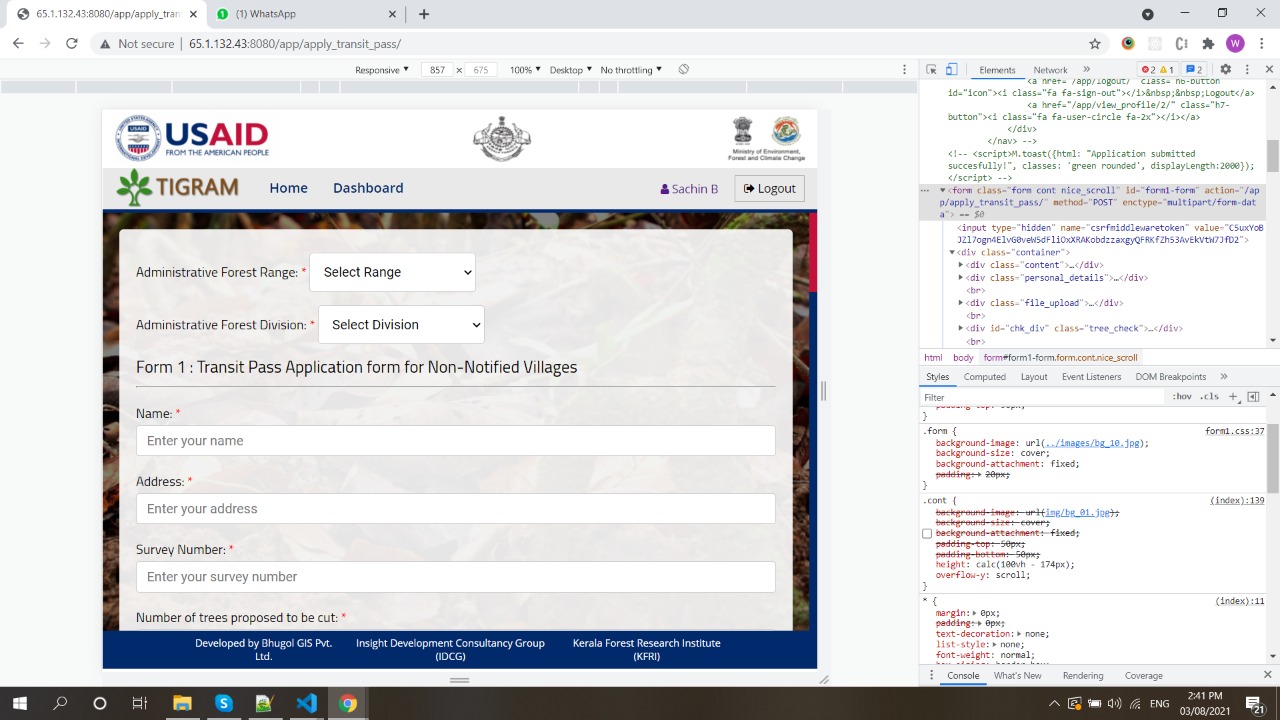 65.1.132.43:8080/app/apply_transit_pass/
(1) WhatsApp
Not secure | 65.1.132.43:8080/app/apply_transit_pass/
W
Responsive 857 × 675 100% Desktop No throttling
USAID
FROM THE AMERICAN PEOPLE
Ministry of Environment,
Forest and Climate Change
TIGRAM
Home
Dashboard
Sachin B
Logout
Administrative Forest Range: * Select Range
Administrative Forest Division: * Select Division
Form 1 : Transit Pass Application form for Non-Notified Villages
Name: *
Enter your name
Address: *
Enter your address
Survey Number: *
Enter your survey number
Number of trees proposed to be cut: *
Developed by Bhugol GIS Pvt.
Ltd.
Insight Development Consultancy Group
(IDCG)
Kerala Forest Research Institute
(KFRI)
Elements Network » 2 1 2
<a href="/app/logout/" class="h6-button"
id="icon"><i class="fa fa-sign-out"></i>&nbsp;&nbsp;Logout</a>
<a href="/app/view_profile/2/" class="h7-
button"><i class="fa fa-user-circle fa-2x"></i></a>
</div>
</nav> -->
<!-- <script>M.toast({html: "Application submitted
succesfully!", classes: 'green rounded', displayLength:2000});
</script> -->
<form class="form cont nice_scroll" id="form1-form" action="/ap
p/apply_transit_pass/" method="POST" enctype="multipart/form-dat
a"> == $0
<input type="hidden" name="csrfmiddlewaretoken" value="C5uxYoB
JZl7ogn4ElvG0veW5dFliOxXRAKobdzzaxgyQFRKfZh53AvEkVtW7JfD2">
<div class="container">
<div class="content">…</div>
<div class="personal_details">…</div>
<br>
<div class="file_upload">…</div>
<br>
<div id="chk_div" class="tree_check">…</div>
<br>
html body form#form1-form.form.cont.nice_scroll
Styles Computed Layout Event Listeners DOM Breakpoints »
Filter :hov .cls +
padding-top: 50px;
}
.form { form1.css:37
background-image: url(../images/bg_10.jpg);
background-size: cover;
background-attachment: fixed;
padding: 20px;
}
.cont { (index):139
background-image: url(img/bg_01.jpg);
background-size: cover;
background-attachment: fixed;
padding-top: 50px;
padding-bottom: 50px;
height: calc(100vh - 174px);
overflow-y: scroll;
}
* { (index):11
margin: 0px;
padding: 0px;
text-decoration: none;
list-style: none;
font-weight: normal;
box-sizing: border-box;
Console What's New Rendering Coverage
ENG
2:41 PM
03/08/2021
21